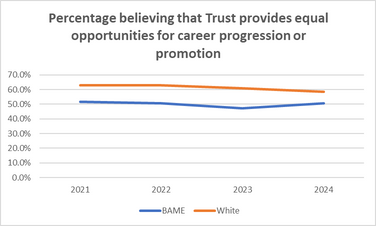 Percentage believing that Trust provides equal
opportunities for career progression or
promotion
70.0%
60.0%
50.0%
40.0%
30.0%
20.0%
10.0%
0.0%
2021 2022 2023 2024
BAME White